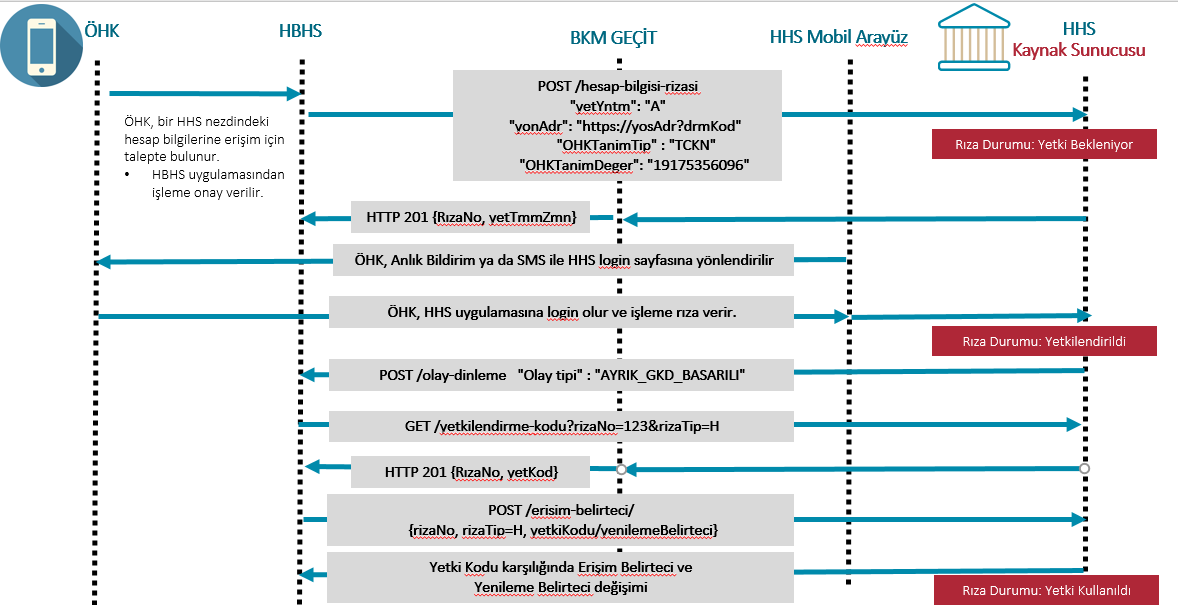 ÖHK
HBHS
BKM GEÇİT
HHS Mobil Arayüz
HHS
Kaynak Sunucusu
POST /hesap-bilgisi-rizasi
"yetYntm": "A"
"yonAdr": "https://yosAdr?drmKod"
"OHKTanimTip" : "TCKN"
"OHKTanimDeger": "19175356096"
ÖHK, bir HHS nezdindeki
hesap bilgilerine erişim için
talepte bulunur.
• HBHS uygulamasından
işleme onay verilir.
Rıza Durumu: Yetki Bekleniyor
HTTP 201 {RızaNo, yetTmmZmn}
ÖHK, Anlık Bildirim ya da SMS ile HHS login sayfasına yönlendirilir
ÖHK, HHS uygulamasına login olur ve işleme rıza verir.
Rıza Durumu: Yetkilendirildi
POST /olay-dinleme "Olay tipi" : "AYRIK_GKD_BASARILI"
GET /yetkilendirme-kodu?rizaNo=123&rizaTip=H
HTTP 201 {RızaNo, yetKod}
POST /erisim-belirteci/
{rizaNo, rizaTip=H, yetkiKodu/yenilemeBelirteci}
Yetki Kodu karşılığında Erişim Belirteci ve
Yenileme Belirteci değişimi
Rıza Durumu: Yetki Kullanıldı